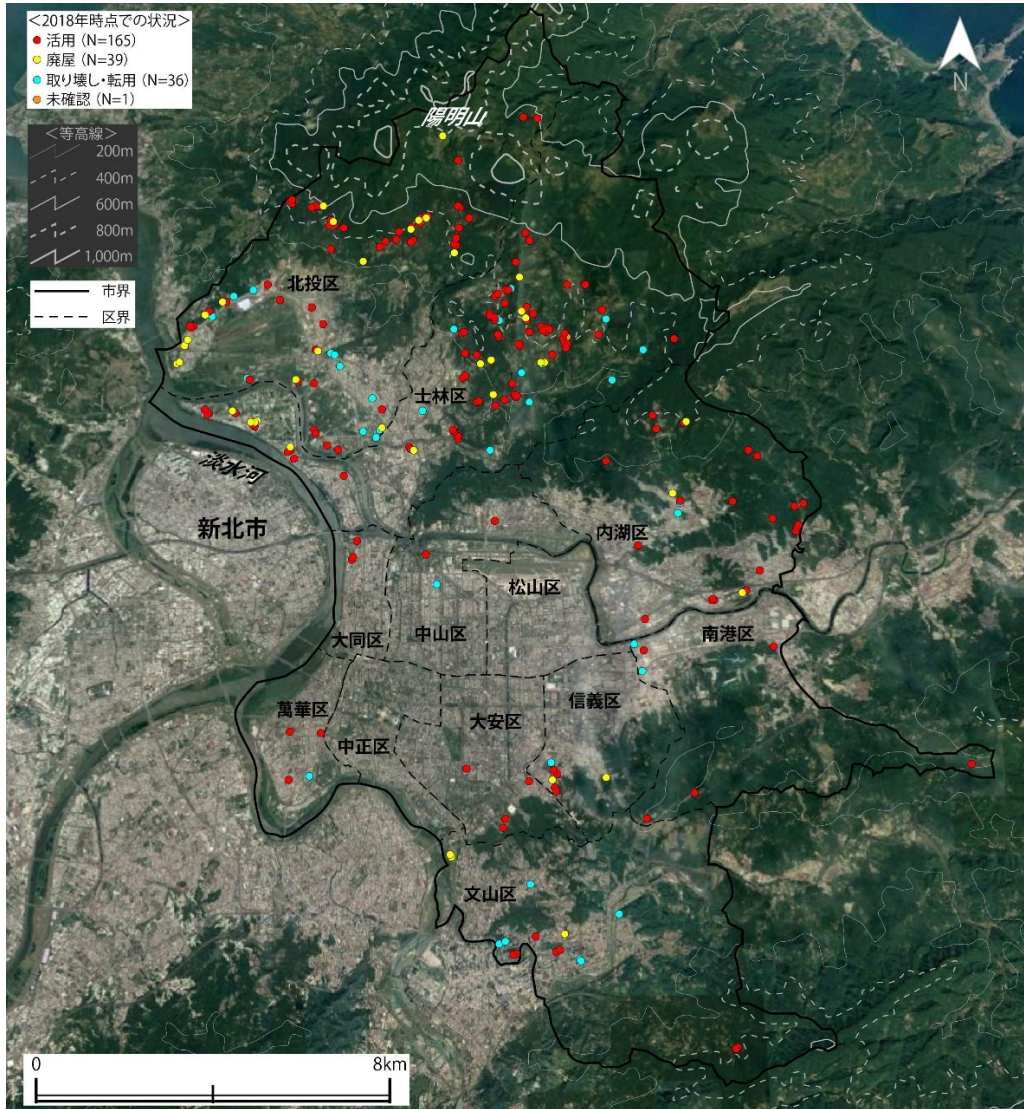 <2018年時点での状況>
活用 (N=165)
廃屋 (N=39)
取り壊し・転用 (N=36)
未確認 (N=1)
<等高線>
200m
400m
600m
800m
1,000m
市界
区界
N
陽明山
北投区
士林区
淡水河
新北市
内湖区
松山区
中山区
大同区
南港区
萬華区
中正区
大安区
信義区
文山区
0
8km